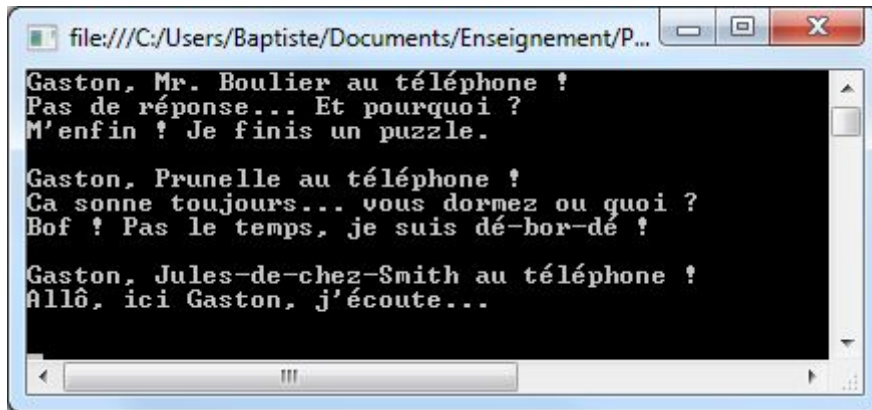 file:///C:/Users/Baptiste/Documents/Enseignement/P...
Gaston, Mr. Boulier au téléphone !
Pas de réponse... Et pourquoi ?
M'enfin ! Je finis un puzzle.
Gaston, Prunelle au téléphone !
Ca sonne toujours... vous dormez ou quoi ?
Bof ! Pas le temps, je suis dé-bor-dé !
Gaston, Jules-de-chez-Smith au téléphone !
Allô, ici Gaston, j'écoute...